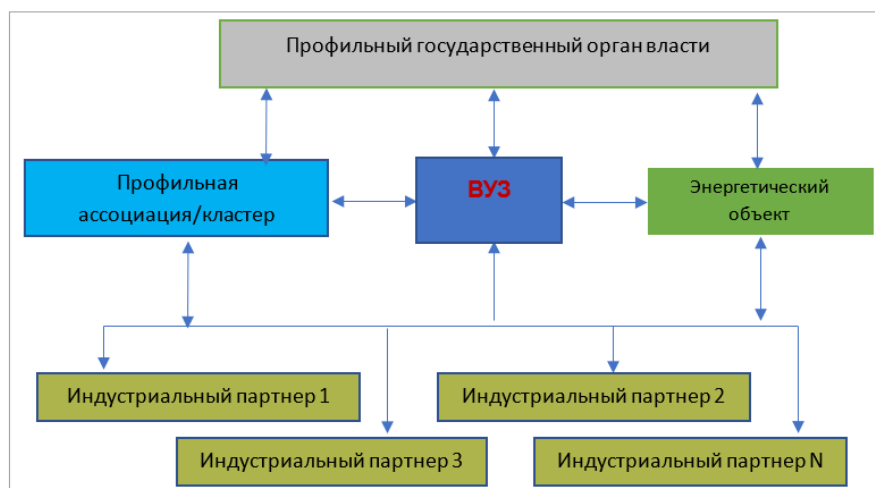 Профильный государственный орган власти
Профильная
ассоциация/кластер
ВУЗ
Энергетический
объект
Индустриальный партнер 1
Индустриальный партнер 2
Индустриальный партнер 3
Индустриальный партнер N